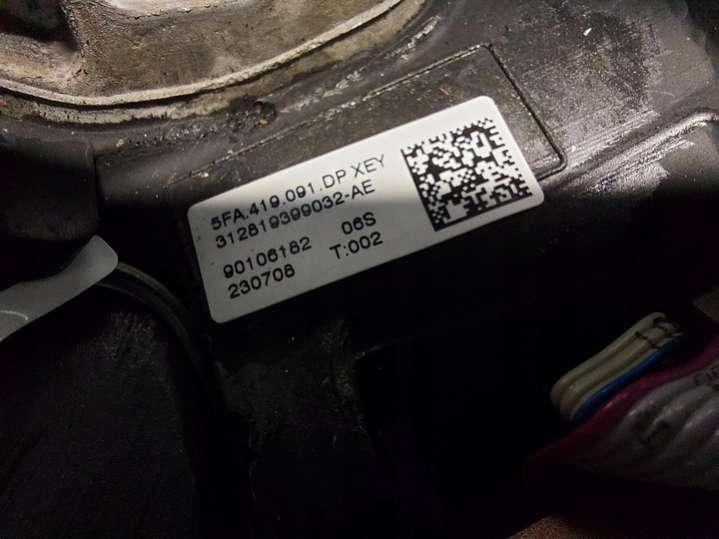 5FA.419.091.DP XEY
312819399032-AE
90106182 06S
230708 T:002